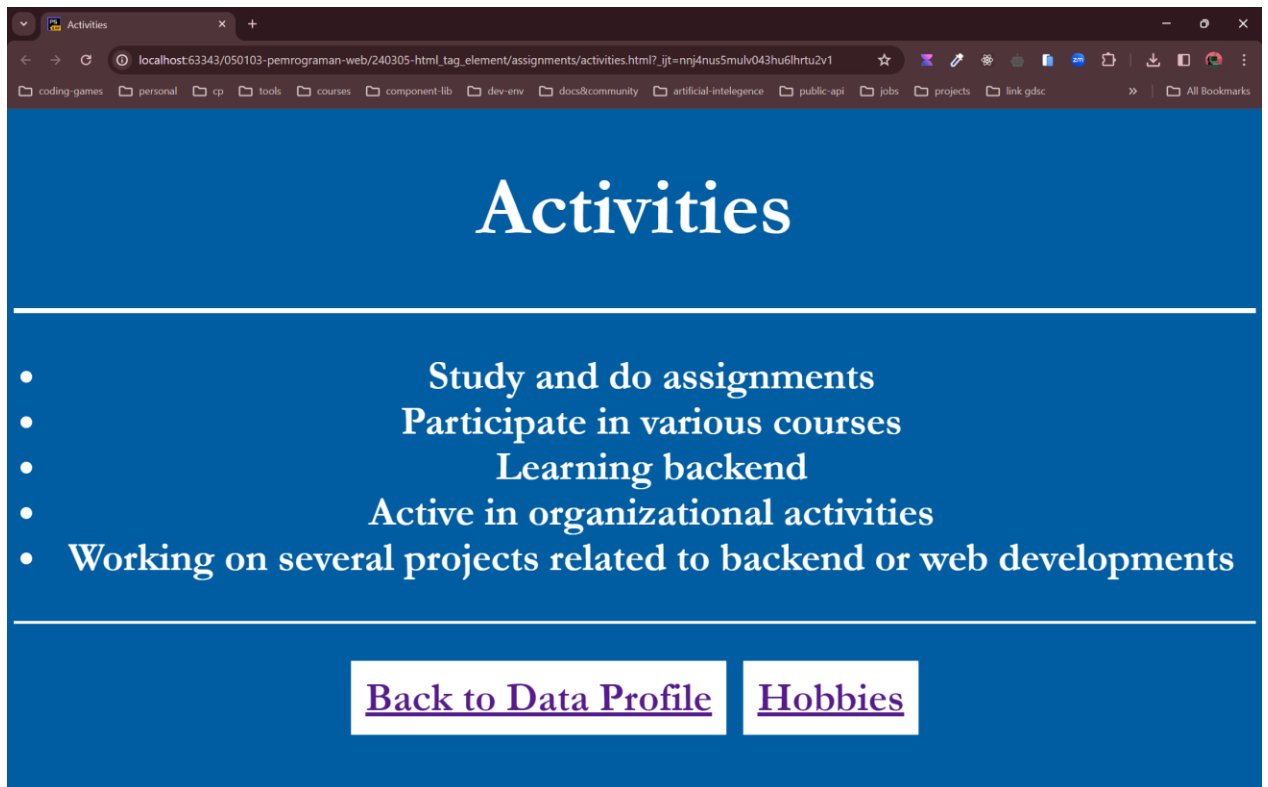 Activities
localhost:63343/050103-pemrograman-web/240305-html_tag_element/assignments/activities.html?_ijt=nnj4nus5mulv043hu6lhrtu2v1
zm
coding-games personal cp tools courses component-lib dev-env docs&community artificial-intelegence public-api jobs projects link gdsc » All Bookmarks
Activities
• Study and do assignments
• Participate in various courses
• Learning backend
• Active in organizational activities
• Working on several projects related to backend or web developments
Back to Data Profile Hobbies